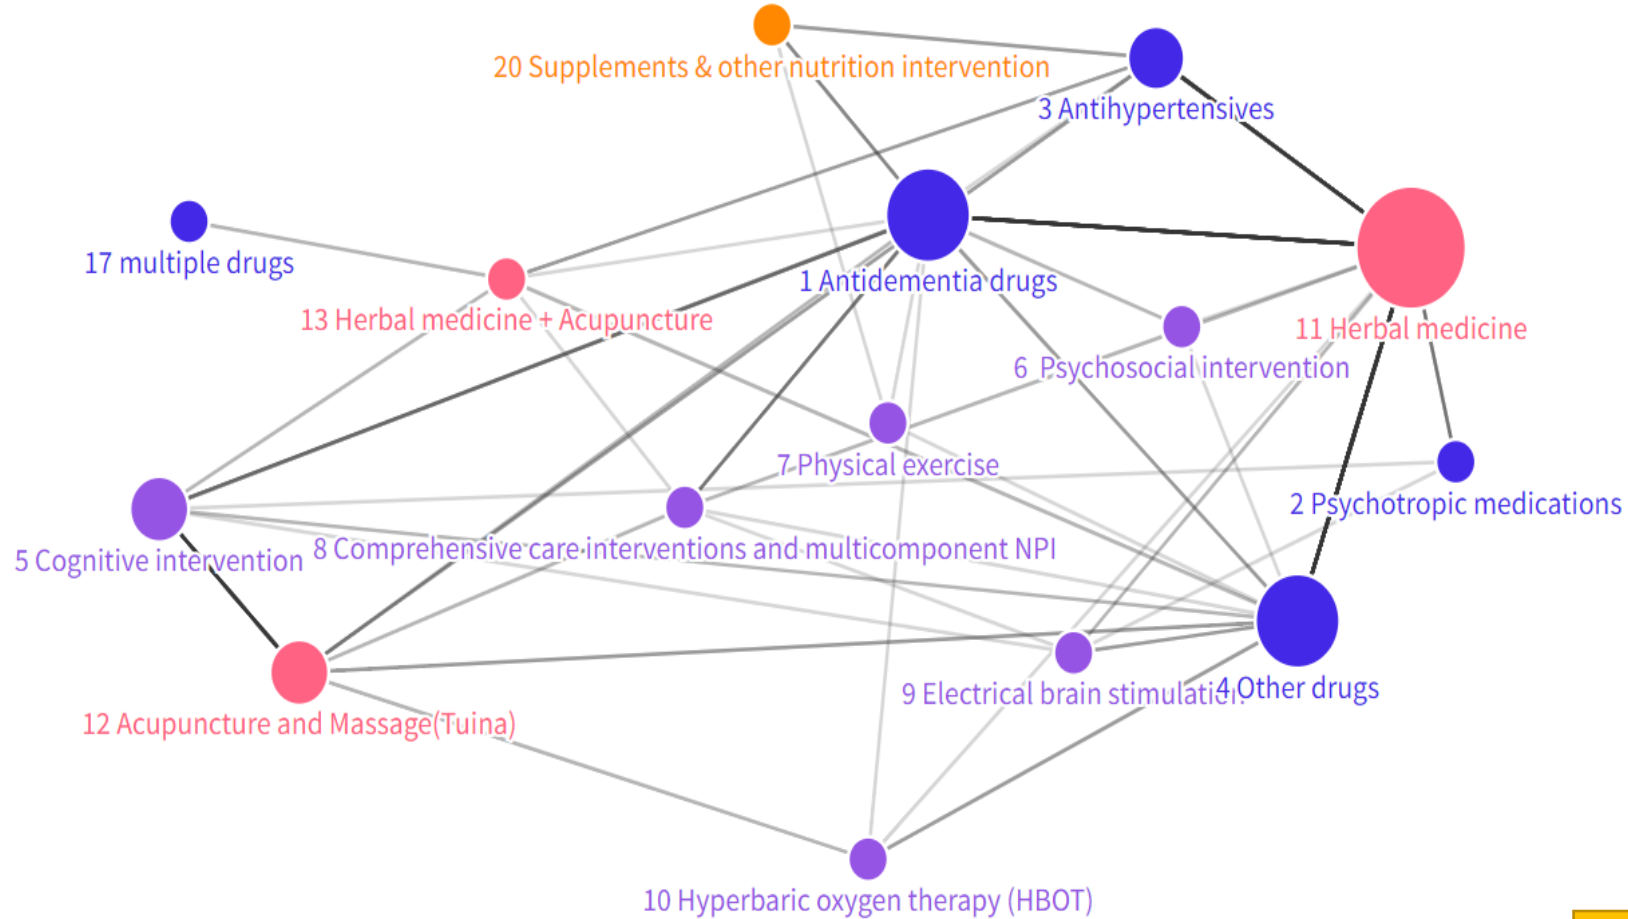 20 Supplements & other nutrition intervention
3 Antihypertensives
17 multiple drugs
1 Antidementia drugs
13 Herbal medicine + Acupuncture
11 Herbal medicine
6 Psychosocial intervention
7 Physical exercise
2 Psychotropic medications
5 Cognitive intervention
8 Comprehensive care interventions and multicomponent NPI
9 Electrical brain stimulation
4 Other drugs
12 Acupuncture and Massage(Tuina)
10 Hyperbaric oxygen therapy (HBOT)